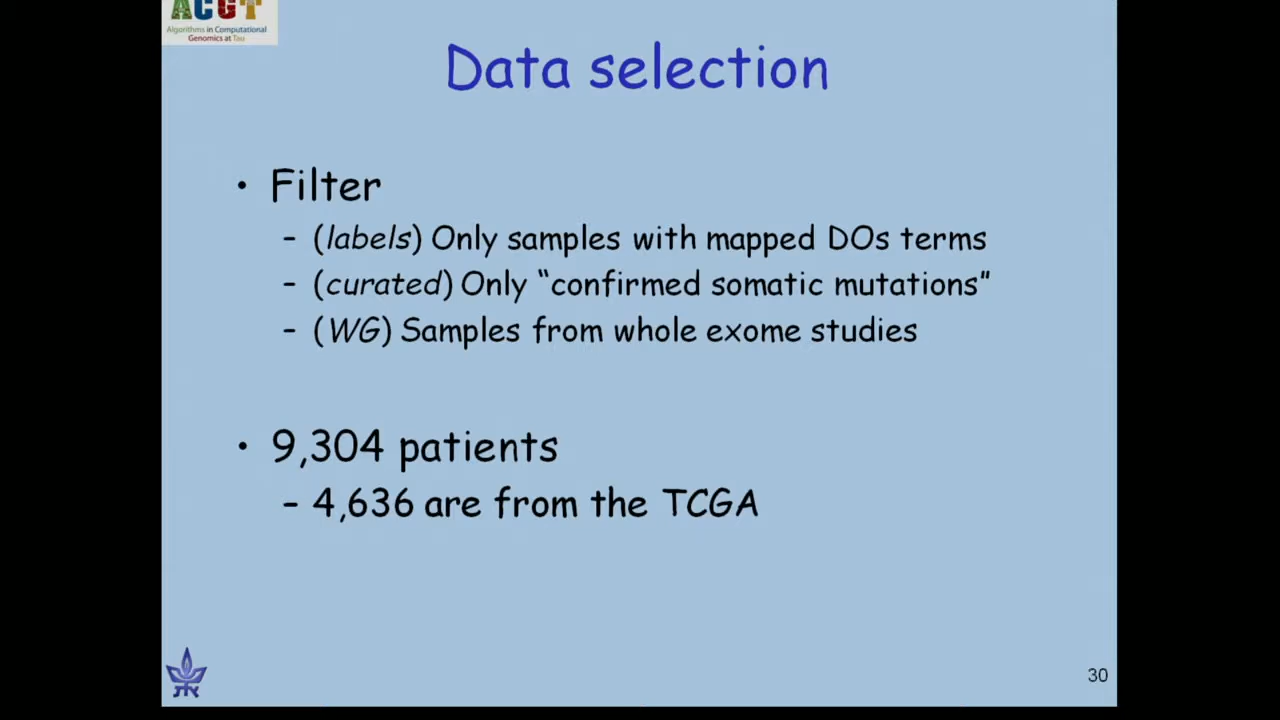 ACGT
Algorithms in Computational
Genomics at Tau
Data selection
• Filter
– (labels) Only samples with mapped DOs terms
– (curated) Only “confirmed somatic mutations”
– (WG) Samples from whole exome studies
• 9,304 patients
– 4,636 are from the TCGA
30